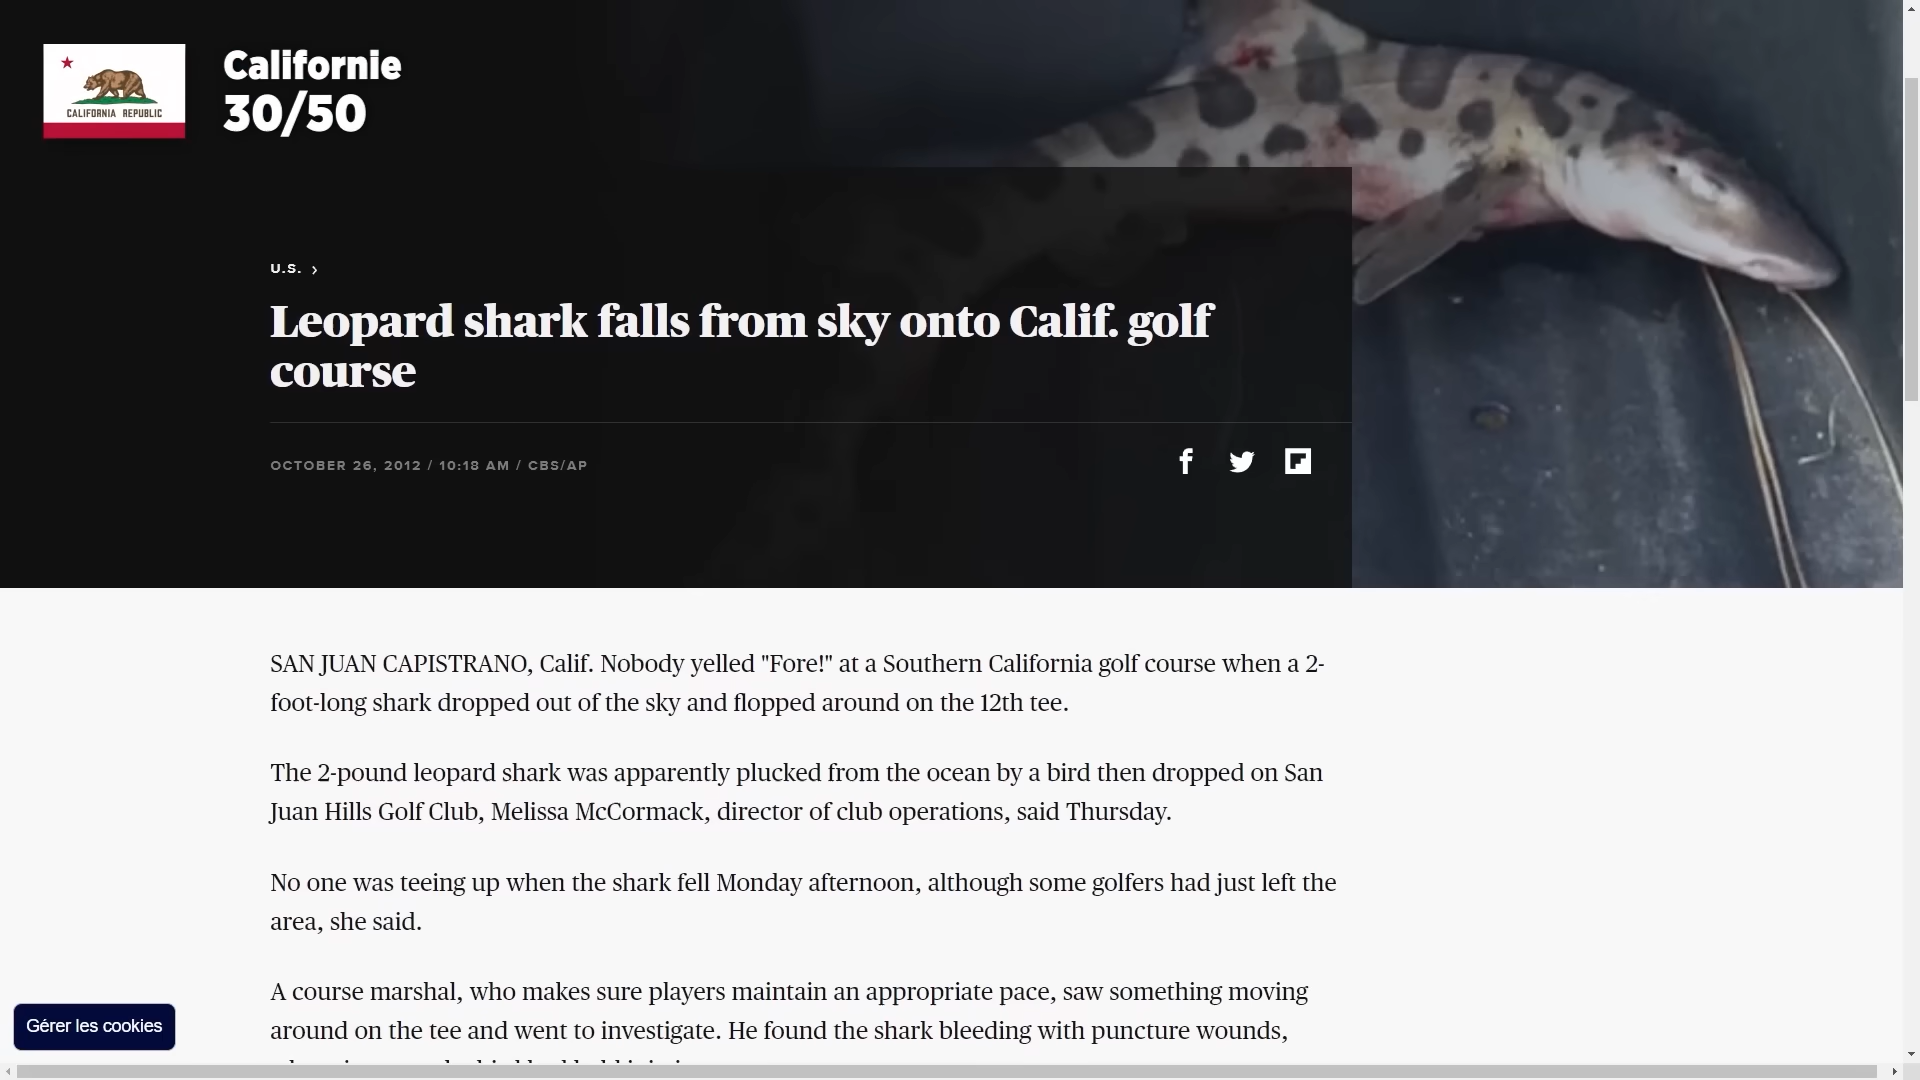 CALIFORNIA REPUBLIC
Californie
30/50
U.S. ›
Leopard shark falls from sky onto Calif. golf
course
OCTOBER 26, 2012 / 10:18 AM / CBS/AP
SAN JUAN CAPISTRANO, Calif. Nobody yelled "Fore!" at a Southern California golf course when a 2-
foot-long shark dropped out of the sky and flopped around on the 12th tee.
The 2-pound leopard shark was apparently plucked from the ocean by a bird then dropped on San
Juan Hills Golf Club, Melissa McCormack, director of club operations, said Thursday.
No one was teeing up when the shark fell Monday afternoon, although some golfers had just left the
area, she said.
A course marshal, who makes sure players maintain an appropriate pace, saw something moving
around on the tee and went to investigate. He found the shark bleeding with puncture wounds,
Gérer les cookies